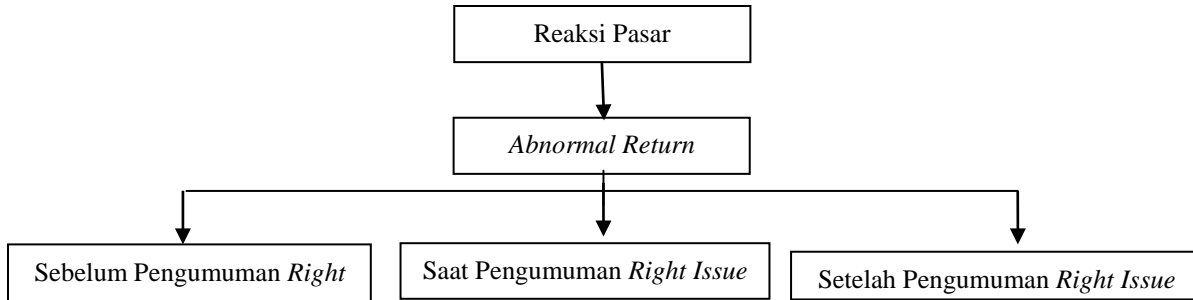 Reaksi Pasar
Abnormal Return
Sebelum Pengumuman Right
Saat Pengumuman Right Issue
Setelah Pengumuman Right Issue